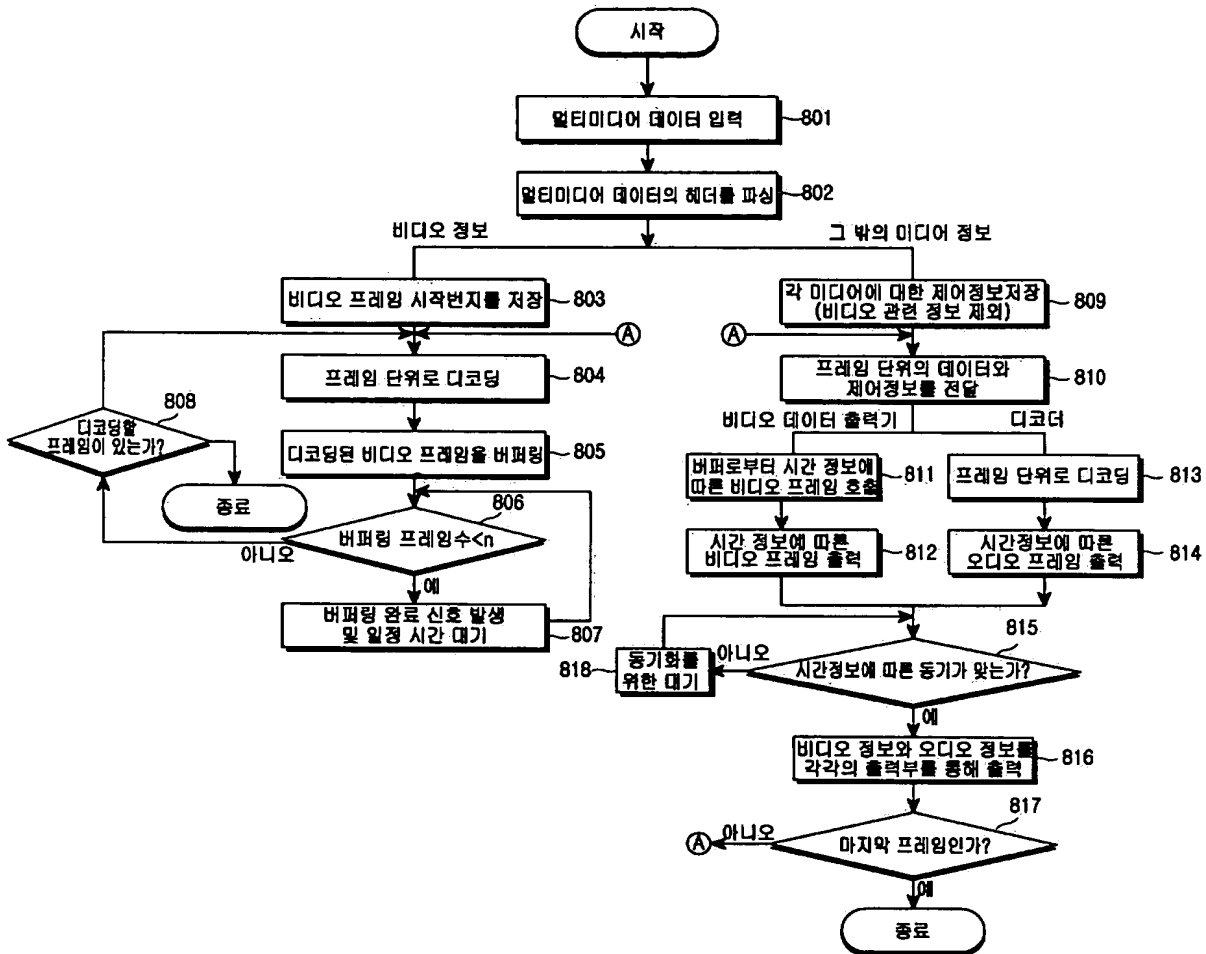 시작
멀티미디어 데이터 입력
801
멀티미디어 데이터의 헤더를 파싱
802
비디오 정보
그 밖의 미디어 정보
비디오 프레임 시작번지를 저장
803
각 미디어에 대한 제어정보저장
(비디오 관련 정보 제외)
809
A
A
프레임 단위로 디코딩
804
프레임 단위의 데이터와
제어정보를 전달
810
808
디코딩할
프레임이 있는가?
비디오 데이터 출력기
디코더
디코딩된 비디오 프레임을 버퍼링
805
버퍼로부터 시간 정보에
따른 비디오 프레임 호출
811
프레임 단위로 디코딩
813
종료
806
버퍼링 프레임수<n
아니오
예
시간 정보에 따른
비디오 프레임 출력
812
시간정보에 따른
오디오 프레임 출력
814
버퍼링 완료 신호 발생
및 일정 시간 대기
807
815
818
동기화를
위한 대기
아니오
시간정보에 따른 동기가 맞는가?
예
비디오 정보와 오디오 정보를
각각의 출력부를 통해 출력
816
817
A
아니오
마지막 프레임인가?
예
종료